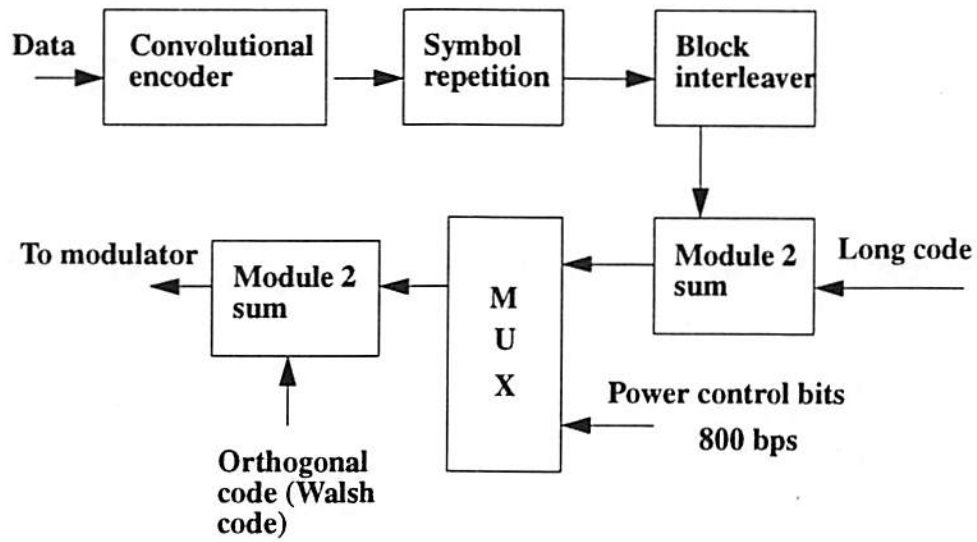 Data
Convolutional
encoder
Symbol
repetition
Block
interleaver
To modulator
Module 2
sum
M
U
X
Module 2
sum
Long code
Power control bits
800 bps
Orthogonal
code (Walsh
code)